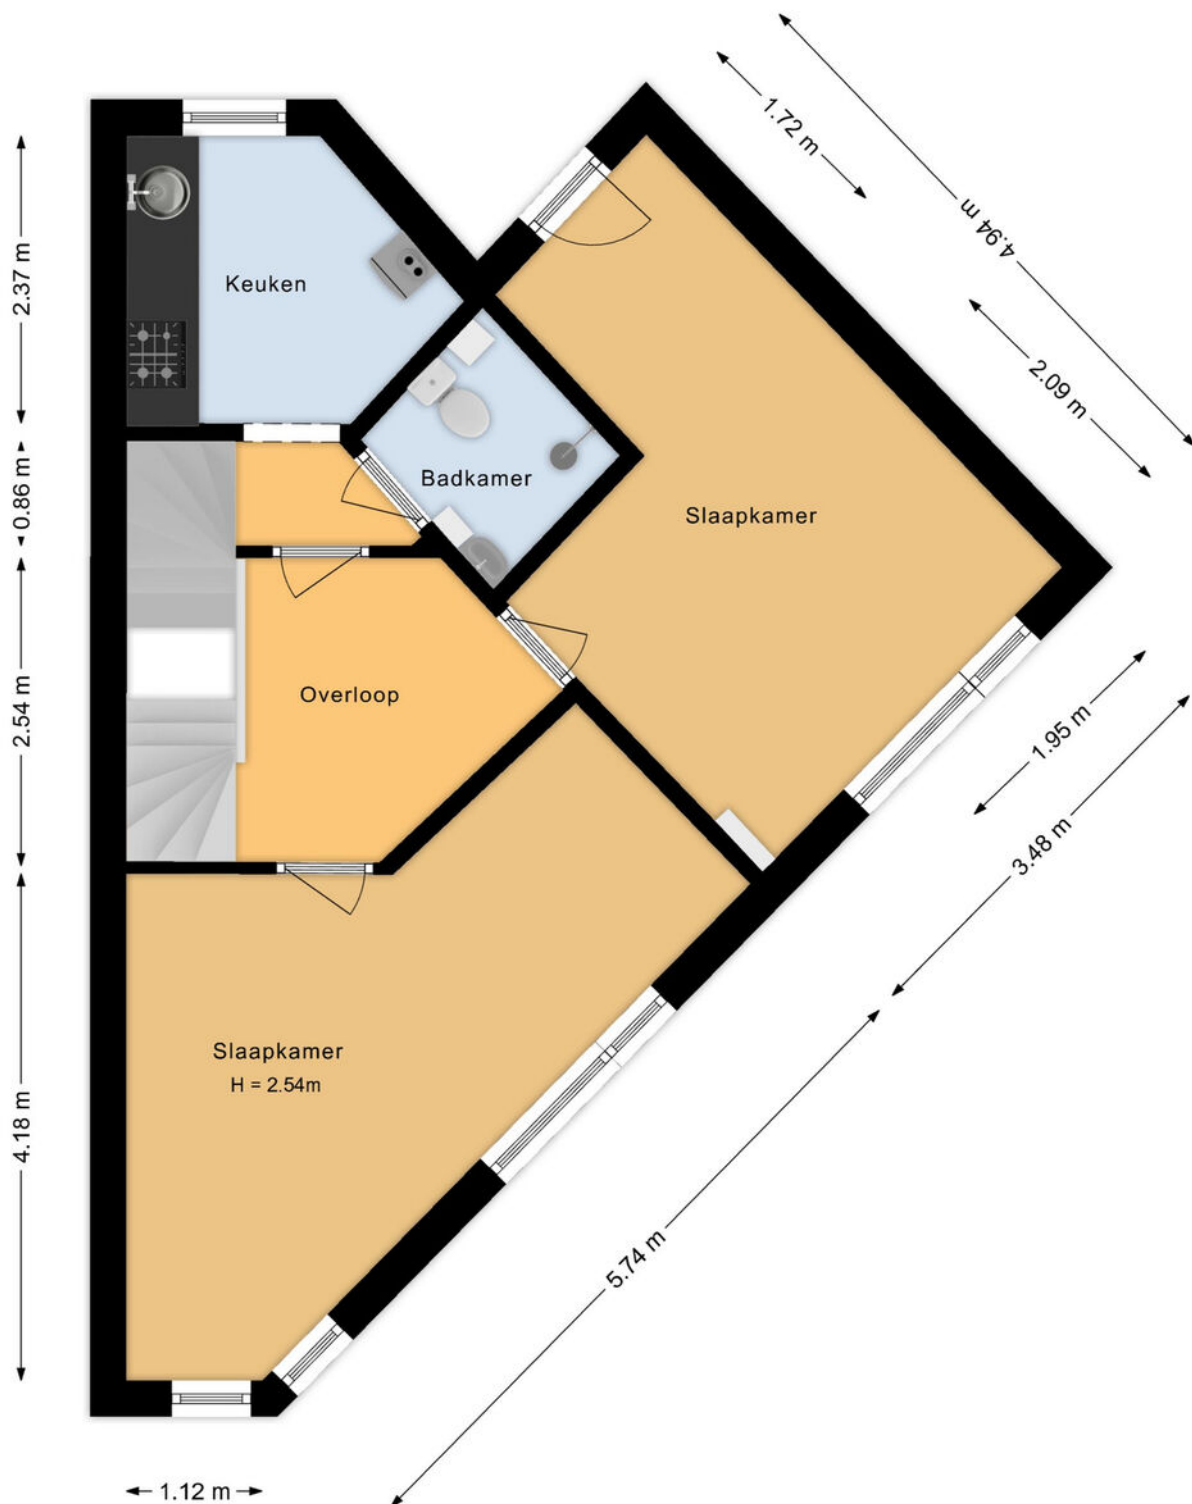 1.72 m
4.94 m
2.37 m
Keuken
2.09 m
0.86 m
Badkamer
Slaapkamer
2.54 m
Overloop
1.95 m
3.48 m
Slaapkamer
H = 2.54m
4.18 m
5.74 m
1.12 m